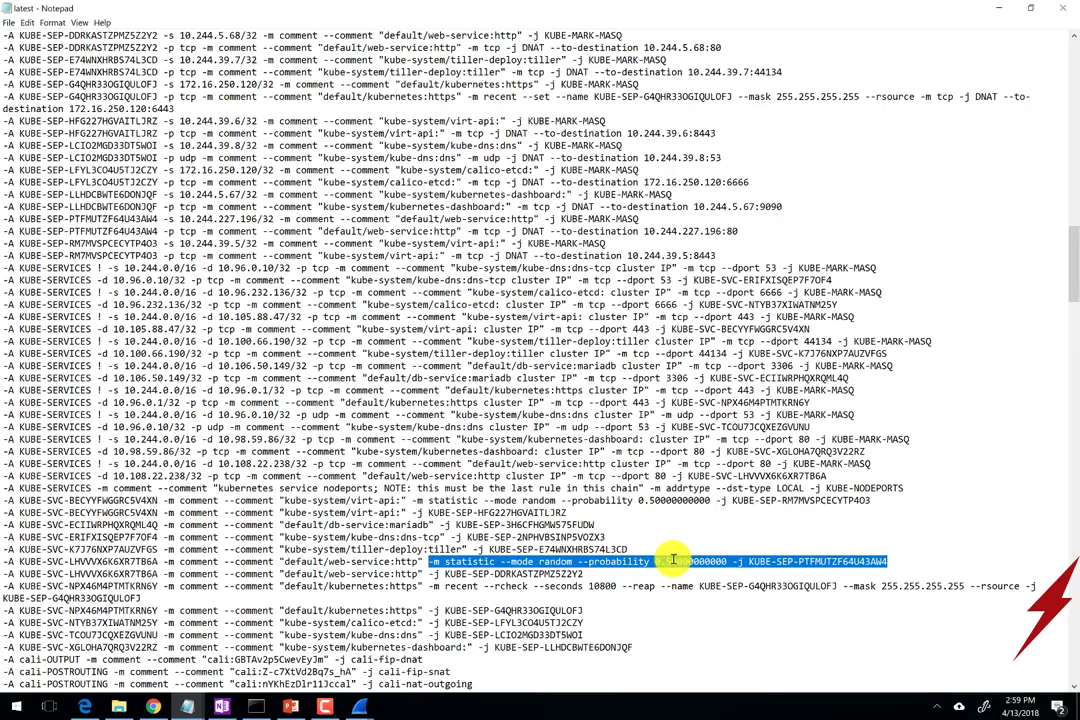 latest - Notepad
File Edit Format View Help
-A KUBE-SEP-DDRKASTZPMZ5Z2Y2 -s 10.244.5.68/32 -m comment --comment "default/web-service:http" -j KUBE-MARK-MASQ
-A KUBE-SEP-DDRKASTZPMZ5Z2Y2 -p tcp -m comment --comment "default/web-service:http" -m tcp -j DNAT --to-destination 10.244.5.68:80
-A KUBE-SEP-E74WNXHRBS74L3CD -s 10.244.39.7/32 -m comment --comment "kube-system/tiller-deploy:tiller" -j KUBE-MARK-MASQ
-A KUBE-SEP-E74WNXHRBS74L3CD -p tcp -m comment --comment "kube-system/tiller-deploy:tiller" -m tcp -j DNAT --to-destination 10.244.39.7:44134
-A KUBE-SEP-G4QHR33OGIQULOFJ -s 172.16.250.120/32 -m comment --comment "default/kubernetes:https" -j KUBE-MARK-MASQ
-A KUBE-SEP-G4QHR33OGIQULOFJ -p tcp -m comment --comment "default/kubernetes:https" -m recent --set --name KUBE-SEP-G4QHR33OGIQULOFJ --mask 255.255.255.255 --rsource -m tcp -j DNAT --to-
destination 172.16.250.120:6443
-A KUBE-SEP-HFG227HGVAITLJRZ -s 10.244.39.6/32 -m comment --comment "kube-system/virt-api:" -j KUBE-MARK-MASQ
-A KUBE-SEP-HFG227HGVAITLJRZ -p tcp -m comment --comment "kube-system/virt-api:" -m tcp -j DNAT --to-destination 10.244.39.6:8443
-A KUBE-SEP-LCIO2MGD33DT5WOI -s 10.244.39.8/32 -m comment --comment "kube-system/kube-dns:dns" -j KUBE-MARK-MASQ
-A KUBE-SEP-LCIO2MGD33DT5WOI -p udp -m comment --comment "kube-system/kube-dns:dns" -m udp -j DNAT --to-destination 10.244.39.8:53
-A KUBE-SEP-LFYL3CO4U5TJ2CZY -s 172.16.250.120/32 -m comment --comment "kube-system/calico-etcd:" -j KUBE-MARK-MASQ
-A KUBE-SEP-LFYL3CO4U5TJ2CZY -p tcp -m comment --comment "kube-system/calico-etcd:" -m tcp -j DNAT --to-destination 172.16.250.120:6666
-A KUBE-SEP-LLHDCBWTE6DONJQF -s 10.244.5.67/32 -m comment --comment "kube-system/kubernetes-dashboard:" -j KUBE-MARK-MASQ
-A KUBE-SEP-LLHDCBWTE6DONJQF -p tcp -m comment --comment "kube-system/kubernetes-dashboard:" -m tcp -j DNAT --to-destination 10.244.5.67:9090
-A KUBE-SEP-PTFMUTZF64U43AW4 -s 10.244.227.196/32 -m comment --comment "default/web-service:http" -j KUBE-MARK-MASQ
-A KUBE-SEP-PTFMUTZF64U43AW4 -p tcp -m comment --comment "default/web-service:http" -m tcp -j DNAT --to-destination 10.244.227.196:80
-A KUBE-SEP-RM7MVSPCECYTP4O3 -s 10.244.39.5/32 -m comment --comment "kube-system/virt-api:" -j KUBE-MARK-MASQ
-A KUBE-SEP-RM7MVSPCECYTP4O3 -p tcp -m comment --comment "kube-system/virt-api:" -m tcp -j DNAT --to-destination 10.244.39.5:8443
-A KUBE-SERVICES ! -s 10.244.0.0/16 -d 10.96.0.10/32 -p tcp -m comment --comment "kube-system/kube-dns:dns-tcp cluster IP" -m tcp --dport 53 -j KUBE-MARK-MASQ
-A KUBE-SERVICES -d 10.96.0.10/32 -p tcp -m comment --comment "kube-system/kube-dns:dns-tcp cluster IP" -m tcp --dport 53 -j KUBE-SVC-ERIFXISQEP7F7OF4
-A KUBE-SERVICES ! -s 10.244.0.0/16 -d 10.96.232.136/32 -p tcp -m comment --comment "kube-system/calico-etcd: cluster IP" -m tcp --dport 6666 -j KUBE-MARK-MASQ
-A KUBE-SERVICES -d 10.96.232.136/32 -p tcp -m comment --comment "kube-system/calico-etcd: cluster IP" -m tcp --dport 6666 -j KUBE-SVC-NTYB37XIWATNM25Y
-A KUBE-SERVICES ! -s 10.244.0.0/16 -d 10.105.88.47/32 -p tcp -m comment --comment "kube-system/virt-api: cluster IP" -m tcp --dport 443 -j KUBE-MARK-MASQ
-A KUBE-SERVICES -d 10.105.88.47/32 -p tcp -m comment --comment "kube-system/virt-api: cluster IP" -m tcp --dport 443 -j KUBE-SVC-BECYYFWGGRC5V4XN
-A KUBE-SERVICES ! -s 10.244.0.0/16 -d 10.100.66.190/32 -p tcp -m comment --comment "kube-system/tiller-deploy:tiller cluster IP" -m tcp --dport 44134 -j KUBE-MARK-MASQ
-A KUBE-SERVICES -d 10.100.66.190/32 -p tcp -m comment --comment "kube-system/tiller-deploy:tiller cluster IP" -m tcp --dport 44134 -j KUBE-SVC-K7J76NXP7AUZVFGS
-A KUBE-SERVICES ! -s 10.244.0.0/16 -d 10.106.50.149/32 -p tcp -m comment --comment "default/db-service:mariadb cluster IP" -m tcp --dport 3306 -j KUBE-MARK-MASQ
-A KUBE-SERVICES -d 10.106.50.149/32 -p tcp -m comment --comment "default/db-service:mariadb cluster IP" -m tcp --dport 3306 -j KUBE-SVC-ECIIWRPHQXRQML4Q
-A KUBE-SERVICES ! -s 10.244.0.0/16 -d 10.96.0.1/32 -p tcp -m comment --comment "default/kubernetes:https cluster IP" -m tcp --dport 443 -j KUBE-MARK-MASQ
-A KUBE-SERVICES -d 10.96.0.1/32 -p tcp -m comment --comment "default/kubernetes:https cluster IP" -m tcp --dport 443 -j KUBE-SVC-NPX46M4PTMTKRN6Y
-A KUBE-SERVICES ! -s 10.244.0.0/16 -d 10.96.0.10/32 -p udp -m comment --comment "kube-system/kube-dns:dns cluster IP" -m udp --dport 53 -j KUBE-MARK-MASQ
-A KUBE-SERVICES -d 10.96.0.10/32 -p udp -m comment --comment "kube-system/kube-dns:dns cluster IP" -m udp --dport 53 -j KUBE-SVC-TCOU7JCQXEZGVUNU
-A KUBE-SERVICES ! -s 10.244.0.0/16 -d 10.98.59.86/32 -p tcp -m comment --comment "kube-system/kubernetes-dashboard: cluster IP" -m tcp --dport 80 -j KUBE-MARK-MASQ
-A KUBE-SERVICES -d 10.98.59.86/32 -p tcp -m comment --comment "kube-system/kubernetes-dashboard: cluster IP" -m tcp --dport 80 -j KUBE-SVC-XGLOHA7QRQ3V22RZ
-A KUBE-SERVICES ! -s 10.244.0.0/16 -d 10.108.22.238/32 -p tcp -m comment --comment "default/web-service:http cluster IP" -m tcp --dport 80 -j KUBE-MARK-MASQ
-A KUBE-SERVICES -d 10.108.22.238/32 -p tcp -m comment --comment "default/web-service:http cluster IP" -m tcp --dport 80 -j KUBE-SVC-LHVVVX6K6XR7TB6A
-A KUBE-SERVICES -m comment --comment "kubernetes service nodeports; NOTE: this must be the last rule in this chain" -m addrtype --dst-type LOCAL -j KUBE-NODEPORTS
-A KUBE-SVC-BECYYFWGGRC5V4XN -m comment --comment "kube-system/virt-api:" -m statistic --mode random --probability 0.50000000000 -j KUBE-SEP-RM7MVSPCECYTP4O3
-A KUBE-SVC-BECYYFWGGRC5V4XN -m comment --comment "kube-system/virt-api:" -j KUBE-SEP-HFG227HGVAITLJRZ
-A KUBE-SVC-ECIIWRPHQXRQML4Q -m comment --comment "default/db-service:mariadb" -j KUBE-SEP-3H6CFHGMW575FUDW
-A KUBE-SVC-ERIFXISQEP7F7OF4 -m comment --comment "kube-system/kube-dns:dns-tcp" -j KUBE-SEP-2NPHVBSINP5VOZX3
-A KUBE-SVC-K7J76NXP7AUZVFGS -m comment --comment "kube-system/tiller-deploy:tiller" -j KUBE-SEP-E74WNXHRBS74L3CD
-A KUBE-SVC-LHVVVX6K6XR7TB6A -m comment --comment "default/web-service:http" -m statistic --mode random --probability 0.50000000000 -j KUBE-SEP-PTFMUTZF64U43AW4
-A KUBE-SVC-LHVVVX6K6XR7TB6A -m comment --comment "default/web-service:http" -j KUBE-SEP-DDRKASTZPMZ5Z2Y2
-A KUBE-SVC-NPX46M4PTMTKRN6Y -m comment --comment "default/kubernetes:https" -m recent --rcheck --seconds 10800 --reap --name KUBE-SEP-G4QHR33OGIQULOFJ --mask 255.255.255.255 --rsource -j
KUBE-SEP-G4QHR33OGIQULOFJ
-A KUBE-SVC-NPX46M4PTMTKRN6Y -m comment --comment "default/kubernetes:https" -j KUBE-SEP-G4QHR33OGIQULOFJ
-A KUBE-SVC-NTYB37XIWATNM25Y -m comment --comment "kube-system/calico-etcd:" -j KUBE-SEP-LFYL3CO4U5TJ2CZY
-A KUBE-SVC-TCOU7JCQXEZGVUNU -m comment --comment "kube-system/kube-dns:dns" -j KUBE-SEP-LCIO2MGD33DT5WOI
-A KUBE-SVC-XGLOHA7QRQ3V22RZ -m comment --comment "kube-system/kubernetes-dashboard:" -j KUBE-SEP-LLHDCBWTE6DONJQF
-A cali-OUTPUT -m comment --comment "cali:GBTAv2p5CwevEyJm" -j cali-fip-dnat
-A cali-POSTROUTING -m comment --comment "cali:Z-c7XtVd2Bq7s_hA" -j cali-fip-snat
-A cali-POSTROUTING -m comment --comment "cali:nYKhEzDlr11Jccal" -j cali-nat-outgoing
2:59 PM
4/13/2018
2